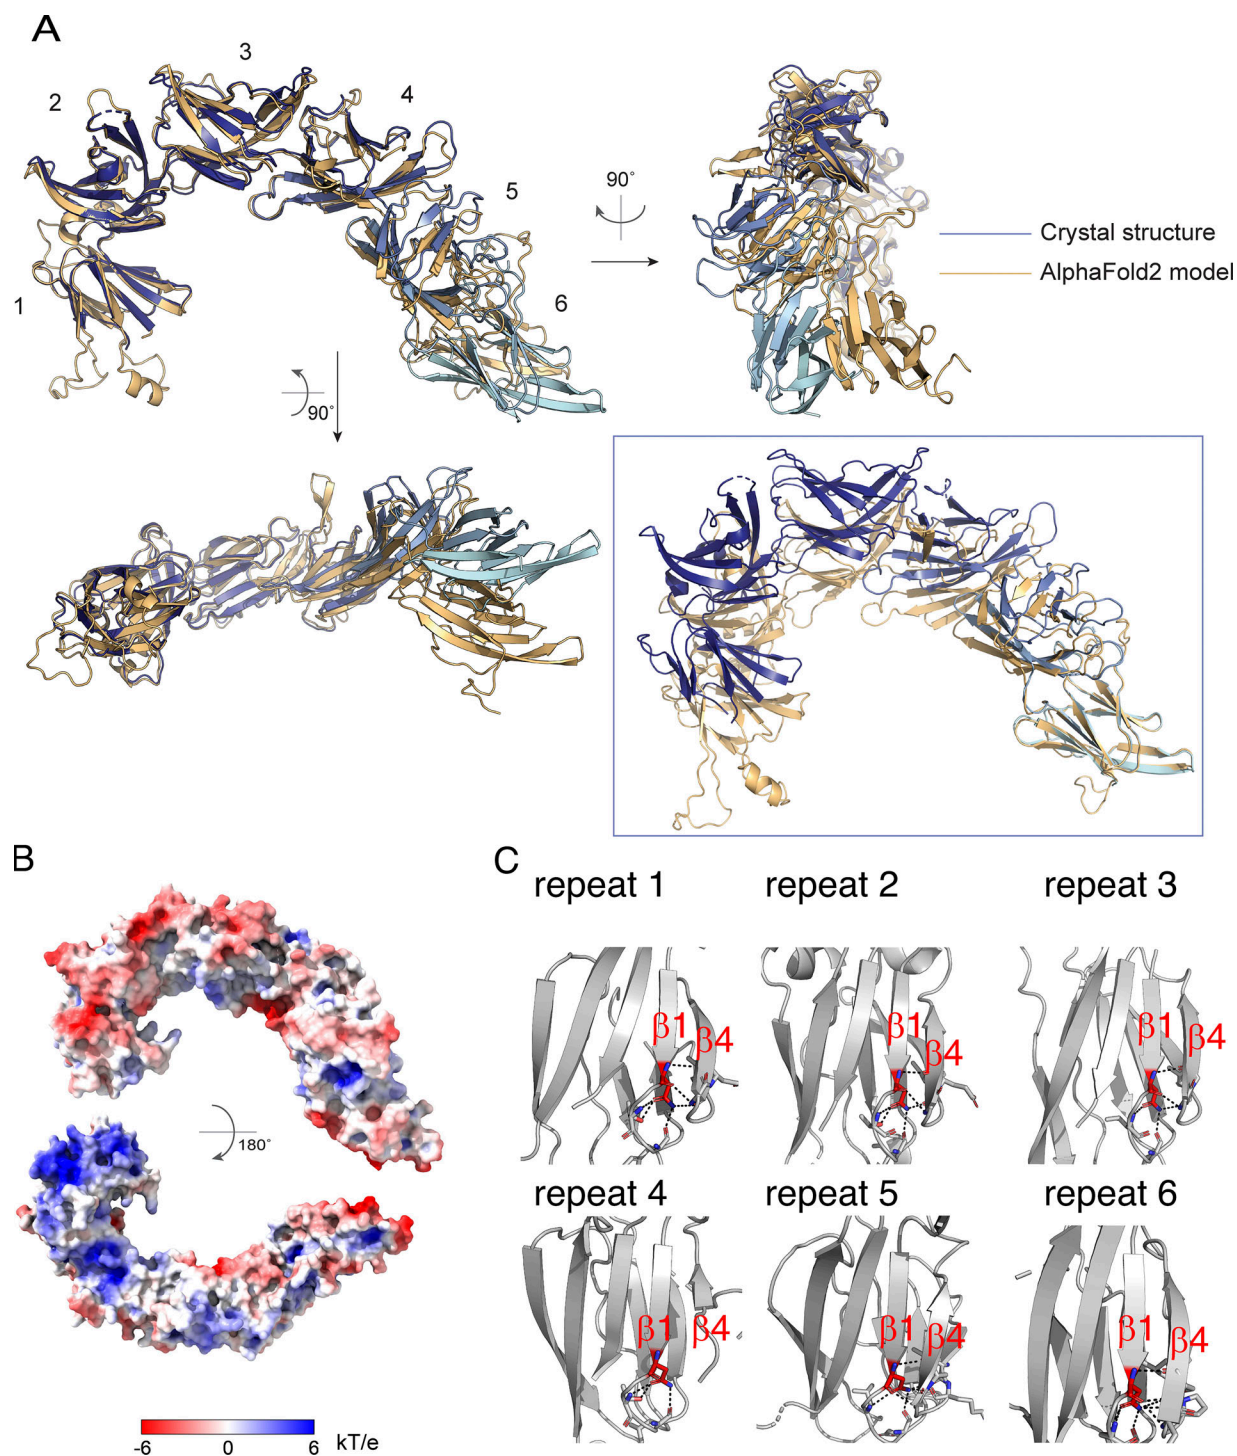 A
3
2
4
5
1
6
90°
90°
Crystal structure
AlphaFold2 model
B
180°
-6 0 6 kT/e
C
repeat 1 repeat 2 repeat 3
β1 β4 β1 β4 β1 β4
repeat 4 repeat 5 repeat 6
β1 β4 β1 β4 β1 β4